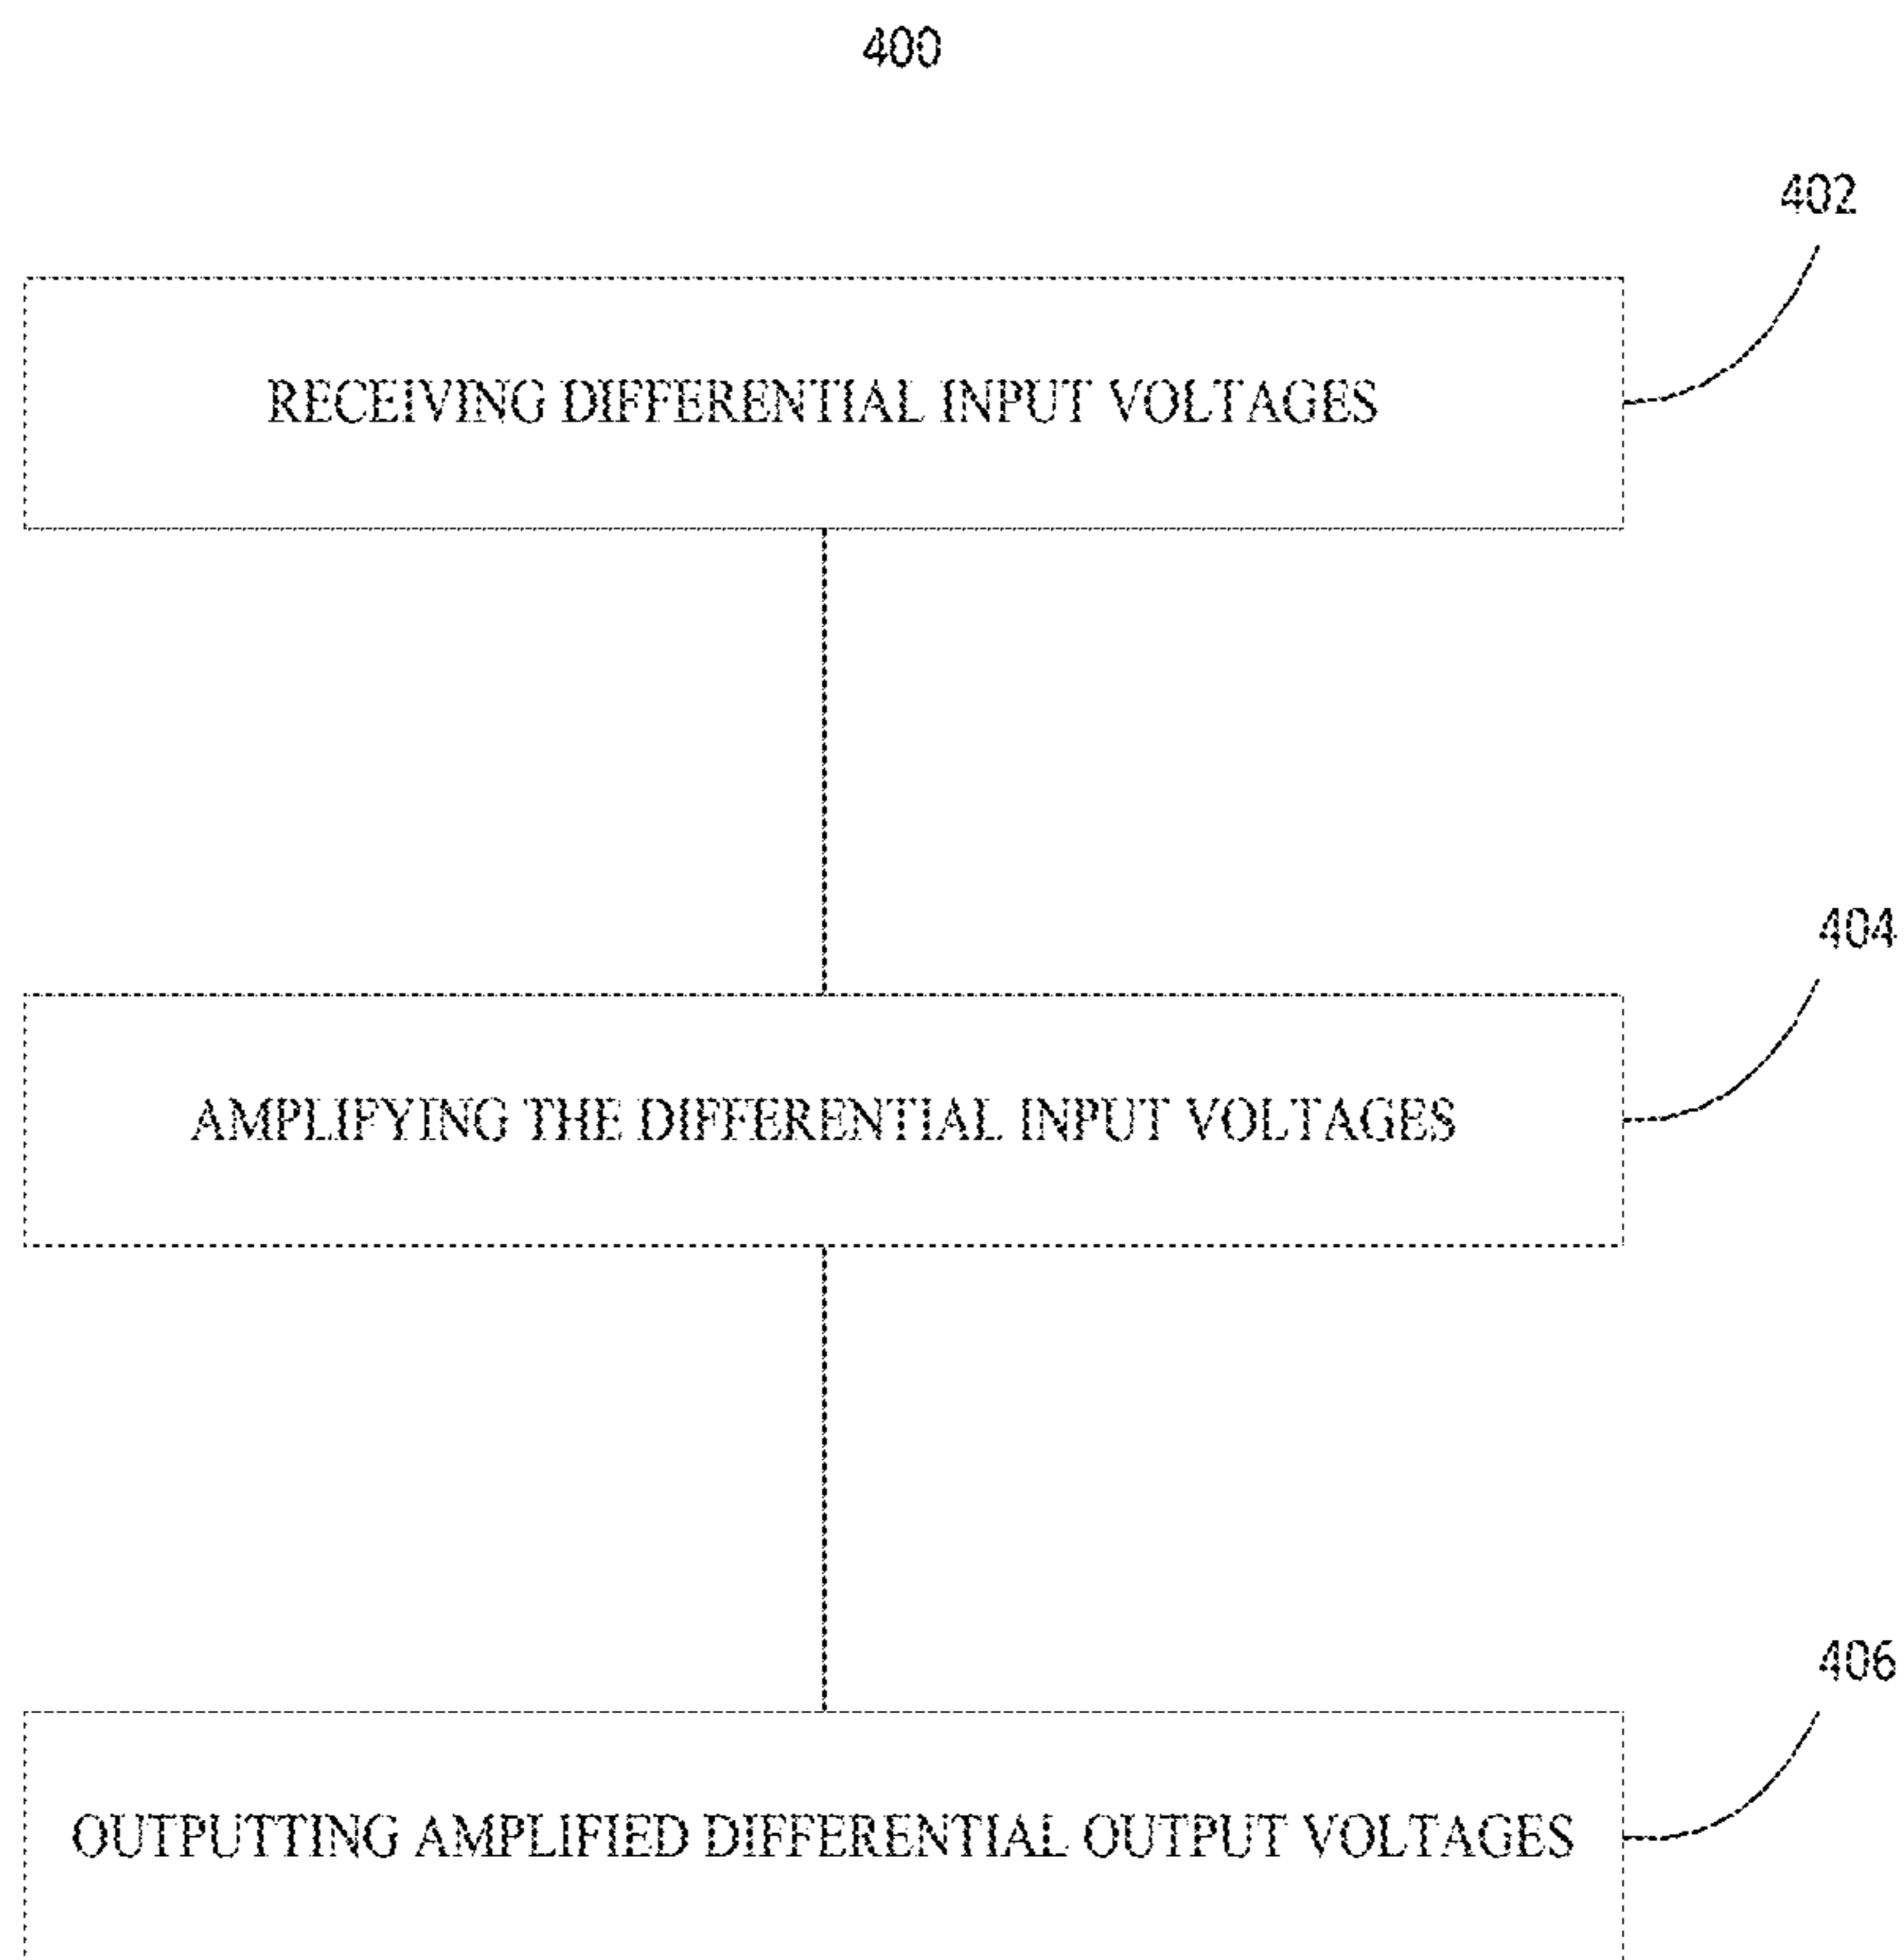 400
402
RECEIVING DIFFERENTIAL INPUT VOLTAGES
404
AMPLIFYING THE DIFFERENTIAL INPUT VOLTAGES
406
OUTPUTTING AMPLIFIED DIFFERENTIAL OUTPUT VOLTAGES